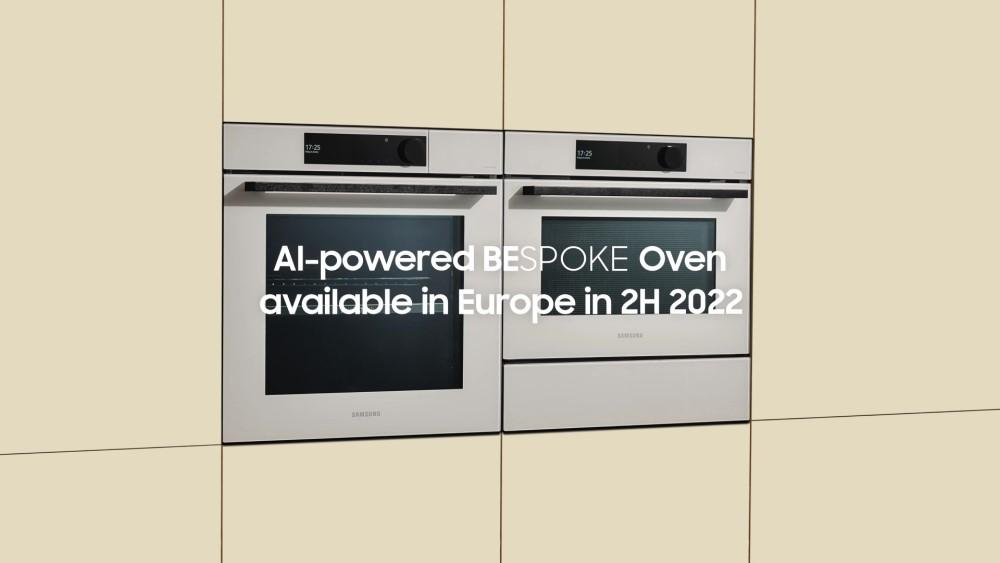 17:25
17:25
AI-powered BESPOKE Oven
available in Europe in 2H 2022
SAMSUNG
SAMSUNG